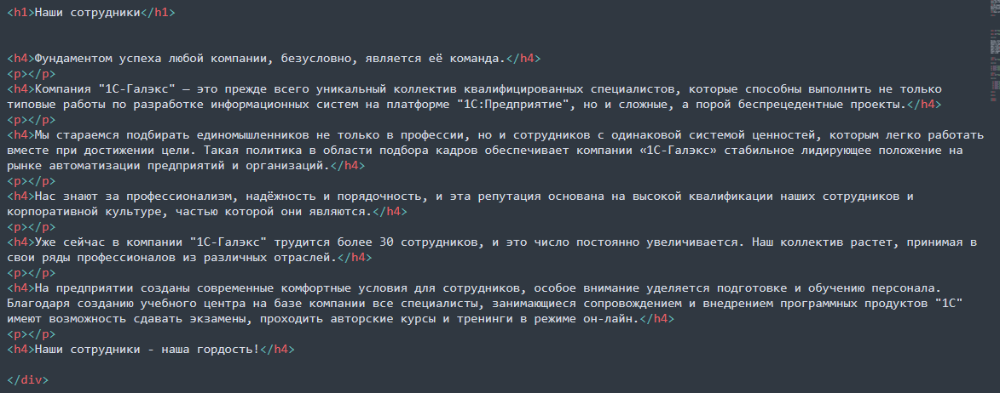 <h1>Наши сотрудники</h1>
<h4>Фундаментом успеха любой компании, безусловно, является её команда.</h4>
<p></p>
<h4>Компания "1С-Галэкс" — это прежде всего уникальный коллектив квалифицированных специалистов, которые способны выполнить не только
типовые работы по разработке информационных систем на платформе "1С:Предприятие", но и сложные, а порой беспрецедентные проекты.</h4>
<p></p>
<h4>Мы стараемся подбирать единомышленников не только в профессии, но и сотрудников с одинаковой системой ценностей, которым легко работать
вместе при достижении цели. Такая политика в области подбора кадров обеспечивает компании «1С-Галэкс» стабильное лидирующее положение на
рынке автоматизации предприятий и организаций.</h4>
<p></p>
<h4>Нас знают за профессионализм, надёжность и порядочность, и эта репутация основана на высокой квалификации наших сотрудников и
корпоративной культуре, частью которой они являются.</h4>
<p></p>
<h4>Уже сейчас в компании "1С-Галэкс" трудится более 30 сотрудников, и это число постоянно увеличивается. Наш коллектив растет, принимая в
свои ряды профессионалов из различных отраслей.</h4>
<p></p>
<h4>На предприятии созданы современные комфортные условия для сотрудников, особое внимание уделяется подготовке и обучению персонала.
Благодаря созданию учебного центра на базе компании все специалисты, занимающиеся сопровождением и внедрением программных продуктов "1С"
имеют возможность сдавать экзамены, проходить авторские курсы и тренинги в режиме он-лайн.</h4>
<p></p>
<h4>Наши сотрудники - наша гордость!</h4>
</div>